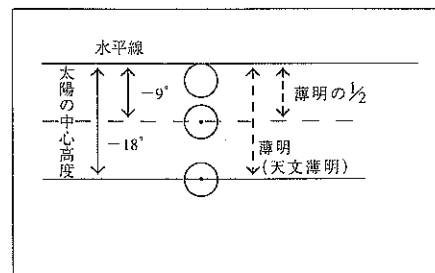 水平線
太陽の中心高度
−9°
−18°
薄明の1/2
薄明
(天文薄明)